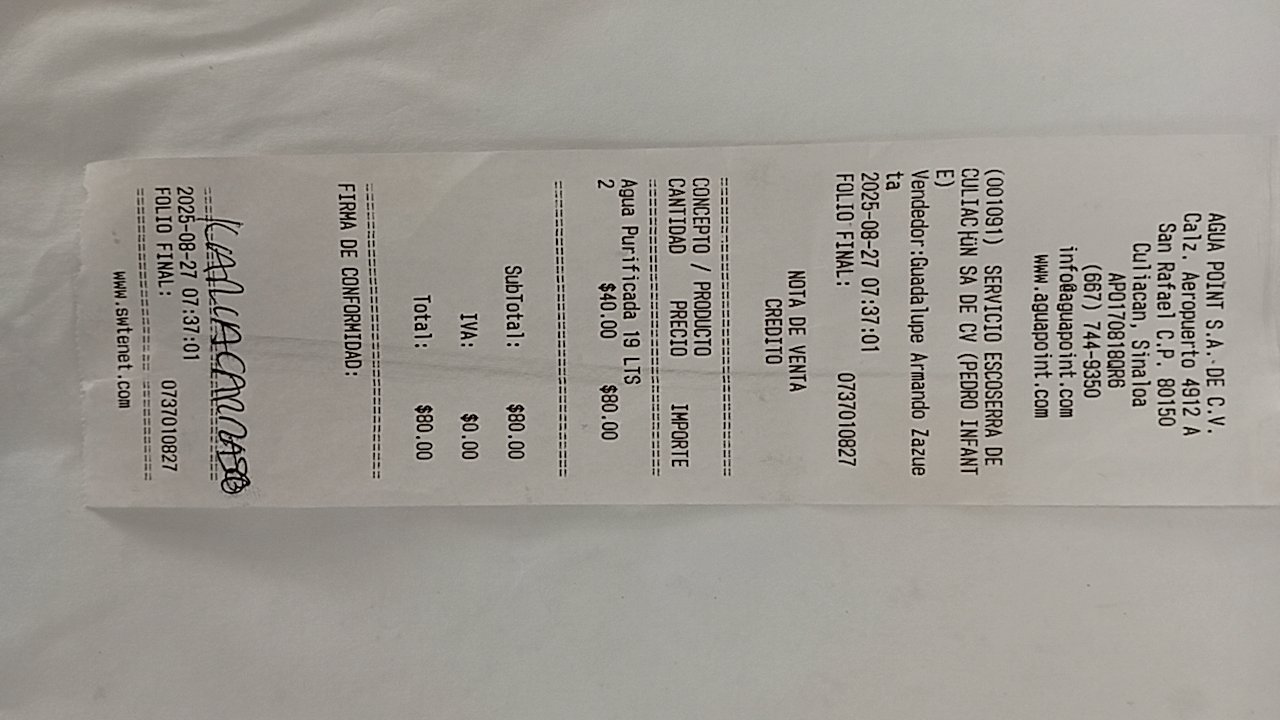 AGUA POINT S.A. DE C.V.
Calz. Aeropuerto 4912 A
San Rafael C.P. 80150
Culiacan, Sinaloa
APO170818QR6
(667) 744-9350
info@aguapoint.com
www.aguapoint.com
(001091) SERVICIO ESCOSERRA DE
CULIAC├üN SA DE CV (PEDRO INFANT
E)
Vendedor:Guadalupe Armando Zazue
ta
2025-08-27 07:37:01
FOLIO FINAL: 0737010827
NOTA DE VENTA
CREDITO
================================
CONCEPTO / PRODUCTO
CANTIDAD PRECIO IMPORTE
================================
Agua Purificada 19 LTS
2 $40.00 $80.00
================================
SubTotal: $80.00
IVA: $0.00
Total: $80.00
================================
FIRMA DE CONFORMIDAD:
================================
2025-08-27 07:37:01
FOLIO FINAL: 0737010827
================================
www.swtenet.com